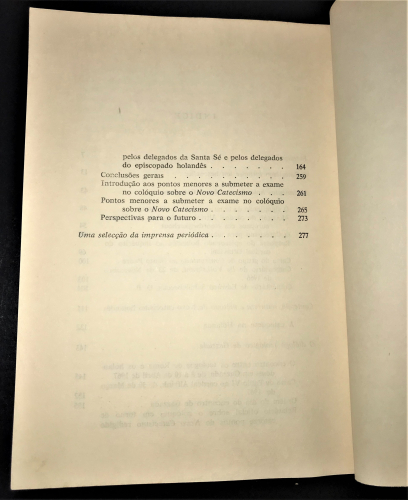 pelos delegados da Santa Sé e pelos delegados
do episcopado holandês . . . . . . . 164
Conclusões gerais . . . . . . . . . . 259
Introdução aos pontos menores a submeter a exame
no colóquio sobre o Novo Catecismo . . . 261
Pontos menores a submeter a exame no colóquio
sobre o Novo Catecismo . . . . . . . 265
Perspectivas para o futuro . . . . . . . 273
Uma selecção da imprensa periódica . . . . . . . 277